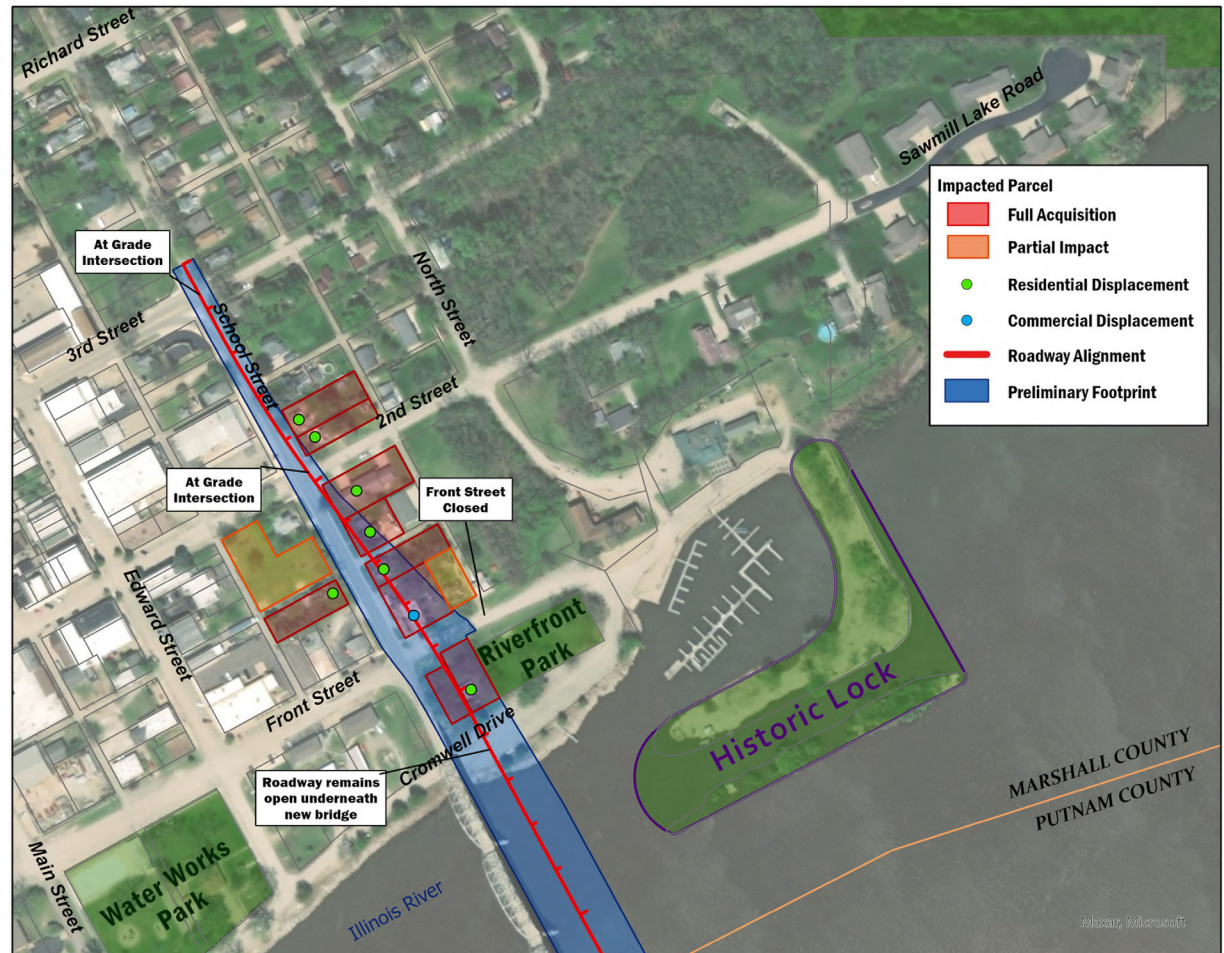 Richard Street
Sawmill Lake Road
Impacted Parcel
Full Acquisition
Partial Impact
Residential Displacement
Commercial Displacement
Roadway Alignment
Preliminary Footprint
At Grade
Intersection
North Street
3rd Street
School Street
2nd Street
At Grade
Intersection
Front Street
Closed
Edward Street
Riverfront
Park
Front Street
Historic Lock
Cromwell Drive
Roadway remains
open underneath
new bridge
MARSHALL COUNTY
PUTNAM COUNTY
Main Street
Water Works
Park
Illinois River
Maxar, Microsoft